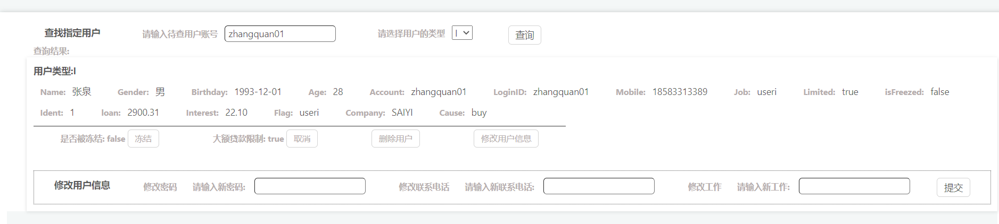 查找指定用户 请输入待查用户账号 zhangquan01 请选择用户的类型 I 查询
查询结果:
用户类型:I
Name: 张泉 Gender: 男 Birthday: 1993-12-01 Age: 28 Account: zhangquan01 LoginID: zhangquan01 Mobile: 18583313389 Job: useri Limited: true isFreezed: false
Ident: 1 loan: 2900.31 Interest: 22.10 Flag: useri Company: SAIYI Cause: buy
是否被冻结: false 冻结 大额贷款限制: true 取消 删除用户 修改用户信息
修改用户信息 修改密码 请输入新密码: 修改联系电话 请输入新联系电话: 修改工作 请输入新工作: 提交